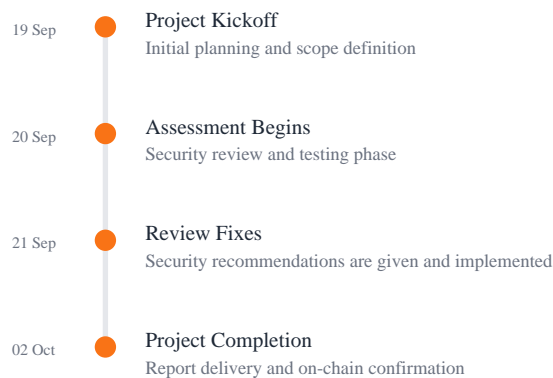 19 Sep
Project Kickoff
Initial planning and scope definition
20 Sep
Assessment Begins
Security review and testing phase
21 Sep
Review Fixes
Security recommendations are given and implemented
02 Oct
Project Completion
Report delivery and on-chain confirmation